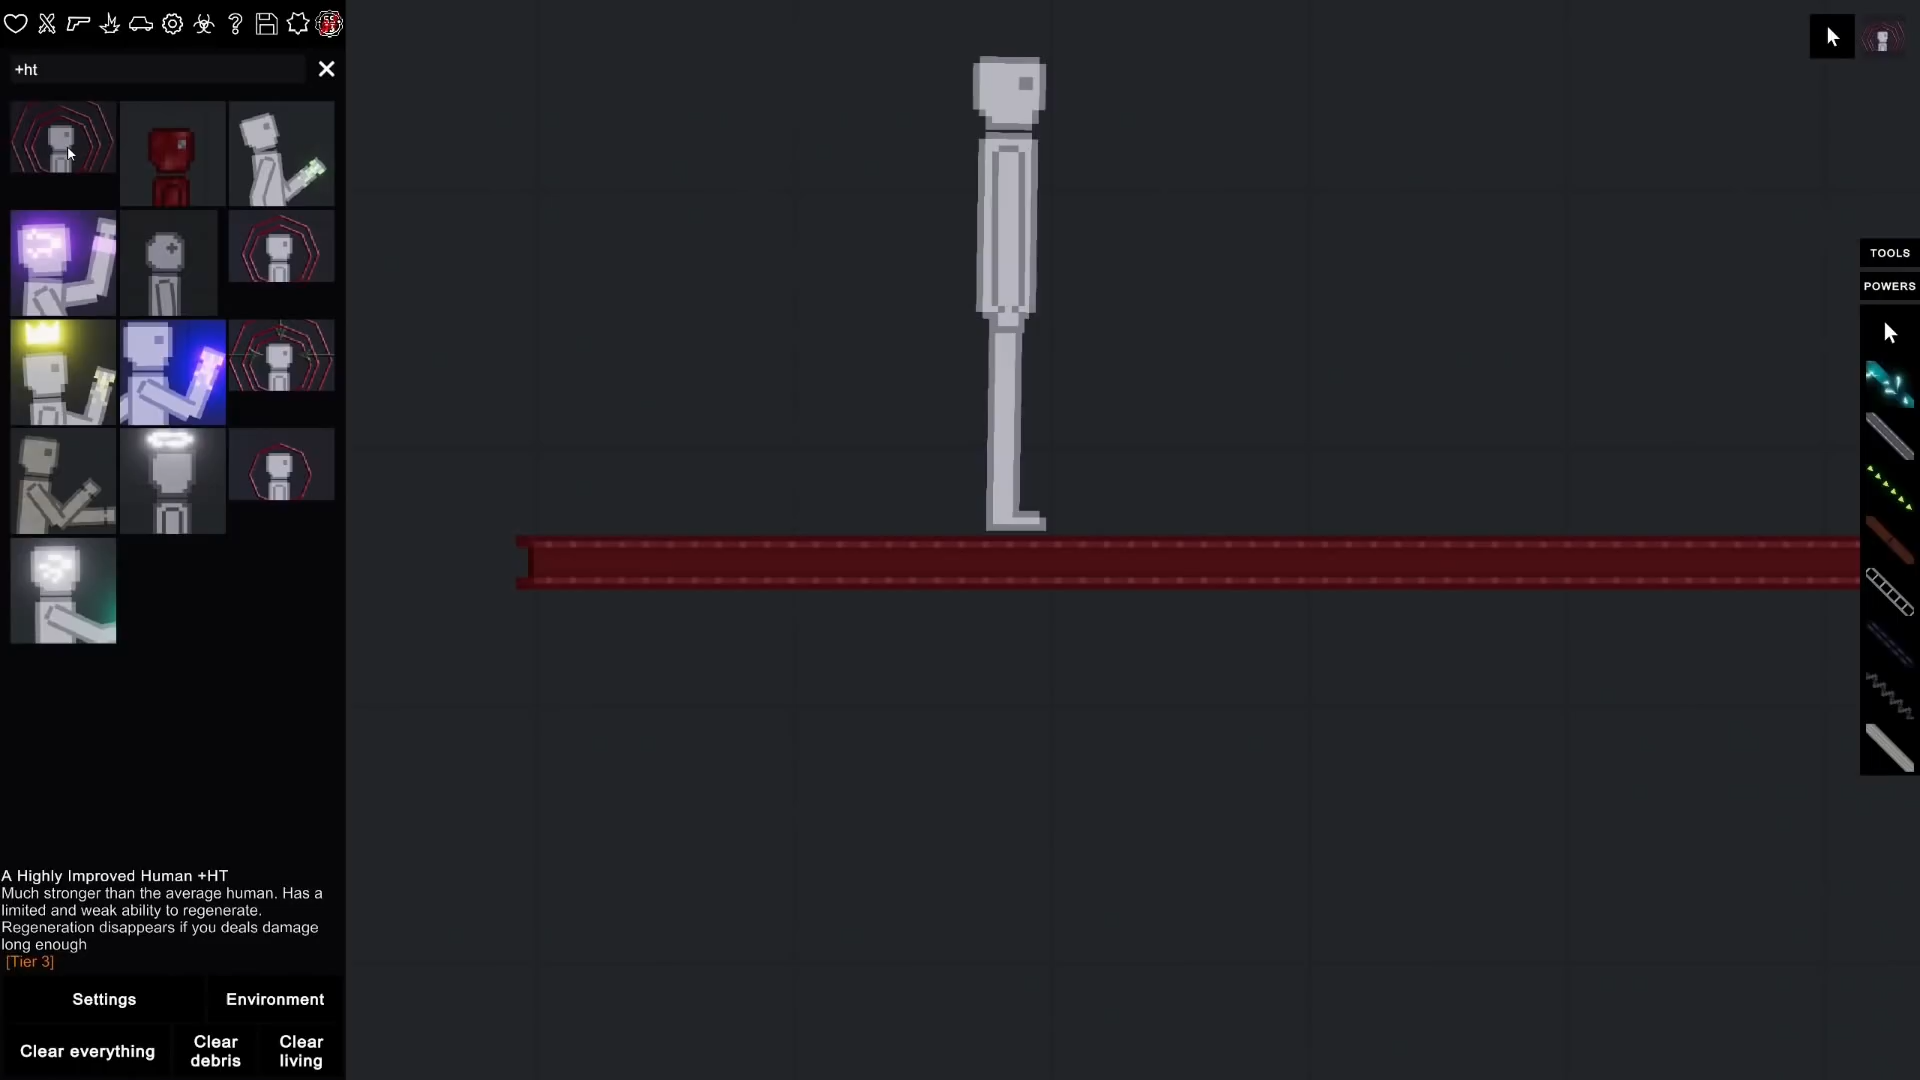 +ht
TOOLS
POWERS
A Highly Improved Human +HT
Much stronger than the average human. Has a
limited and weak ability to regenerate.
Regeneration disappears if you deals damage
long enough
[Tier 3]
Settings
Environment
Clear everything
Clear
debris
Clear
living